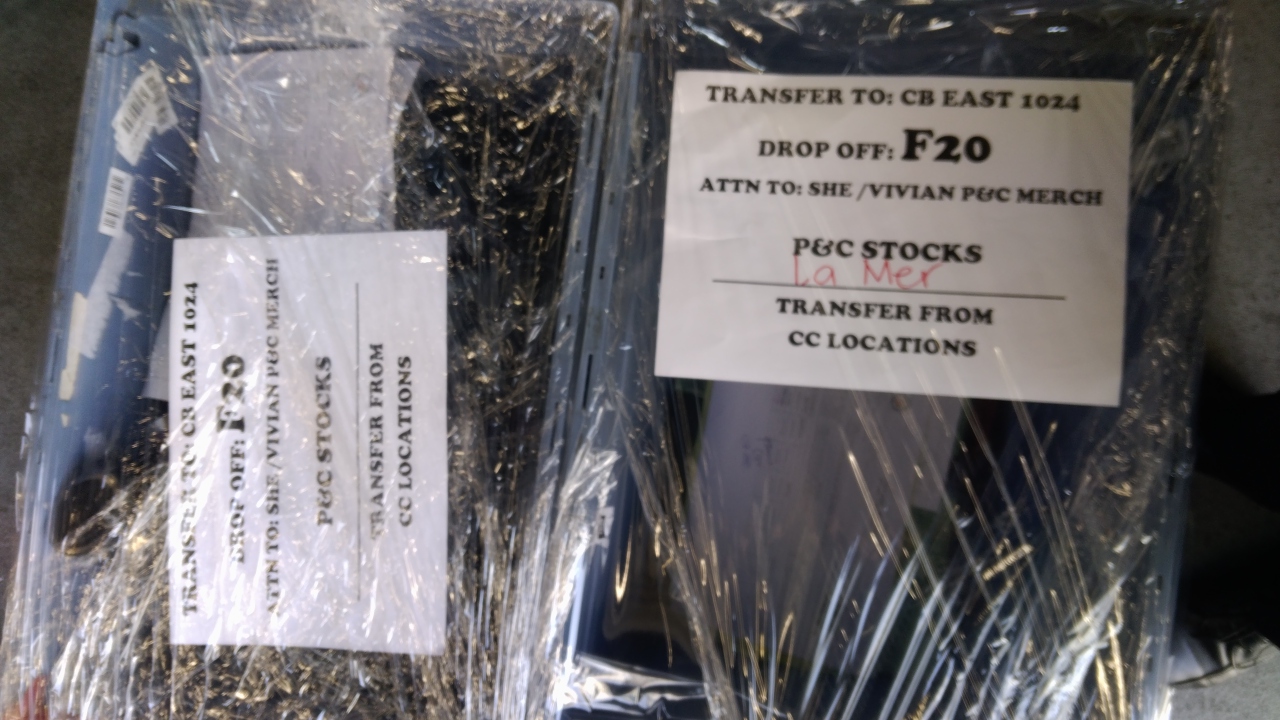 TRANSFER TO: CB EAST 1024
DROP OFF: F20
ATTN TO: ShE /VIVIAN P&C MERCH
P&C STOCKS
TRANSFER FROM
CC LOCATIONS
TRANSFER TO: CB EAST 1024
DROP OFF: F20
ATTN TO: SHE /VIVIAN P&C MERCH
P&C STOCKS
La Mer
TRANSFER FROM
CC LOCATIONS